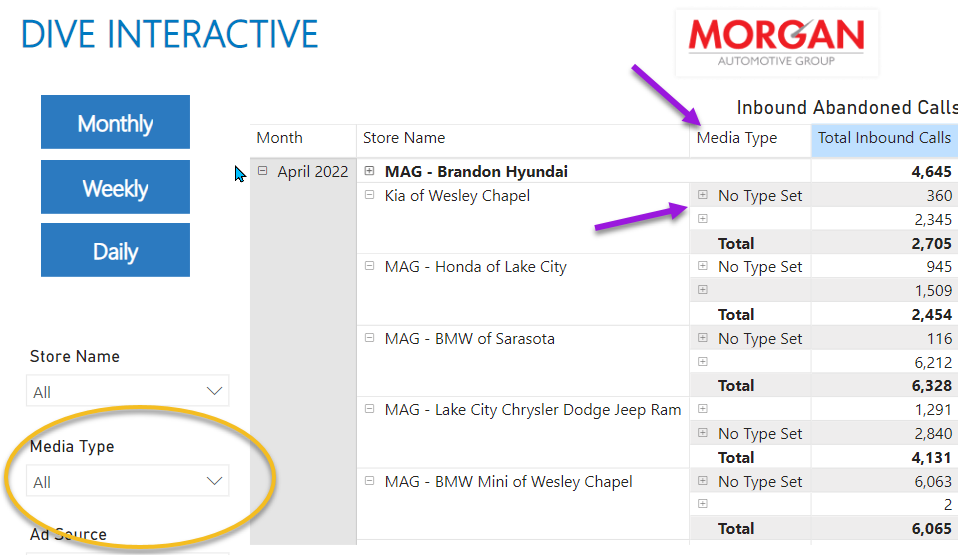 DIVE INTERACTIVE
MORGAN
AUTOMOTIVE GROUP
Monthly
Weekly
Daily
Inbound Abandoned Calls
Month Store Name Media Type Total Inbound Calls
April 2022 MAG - Brandon Hyundai 4,645
Kia of Wesley Chapel No Type Set 360
2,345
Total 2,705
MAG - Honda of Lake City No Type Set 945
1,509
Total 2,454
MAG - BMW of Sarasota No Type Set 116
6,212
Total 6,328
MAG - Lake City Chrysler Dodge Jeep Ram 1,291
No Type Set 2,840
Total 4,131
MAG - BMW Mini of Wesley Chapel No Type Set 6,063
2
Total 6,065
Store Name
All
Media Type
All
Ad Source